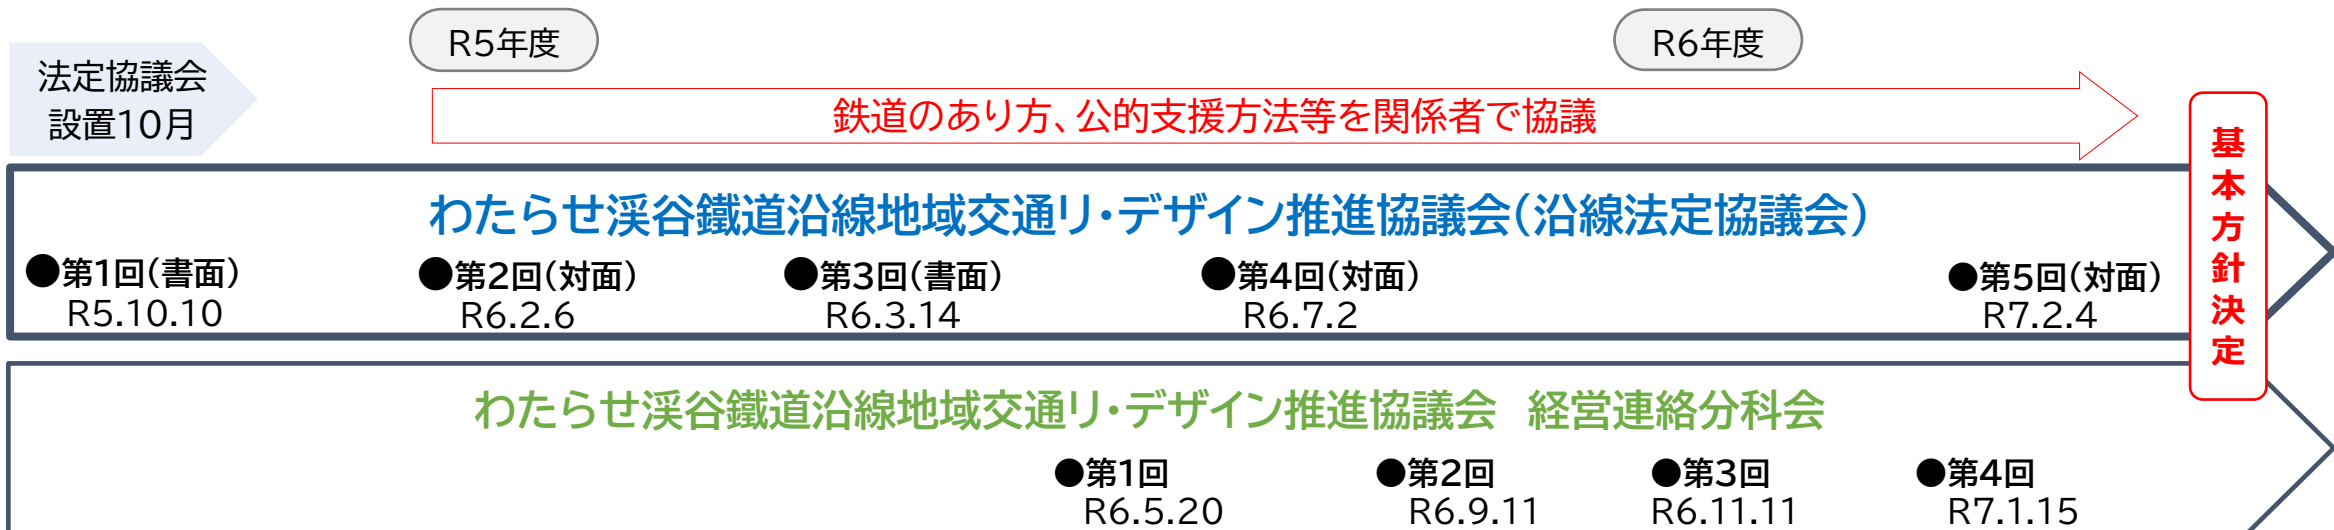 R5年度
R6年度
法定協議会
設置10月
鉄道のあり方、公的支援方法等を関係者で協議
基本方針決定
わたらせ渓谷鐵道沿線地域交通リ・デザイン推進協議会(沿線法定協議会)
●第1回(書面)
R5.10.10
●第2回(対面)
R6.2.6
●第3回(書面)
R6.3.14
●第4回(対面)
R6.7.2
●第5回(対面)
R7.2.4
わたらせ渓谷鐵道沿線地域交通リ・デザイン推進協議会　経営連絡分科会
●第1回
R6.5.20
●第2回
R6.9.11
●第3回
R6.11.11
●第4回
R7.1.15